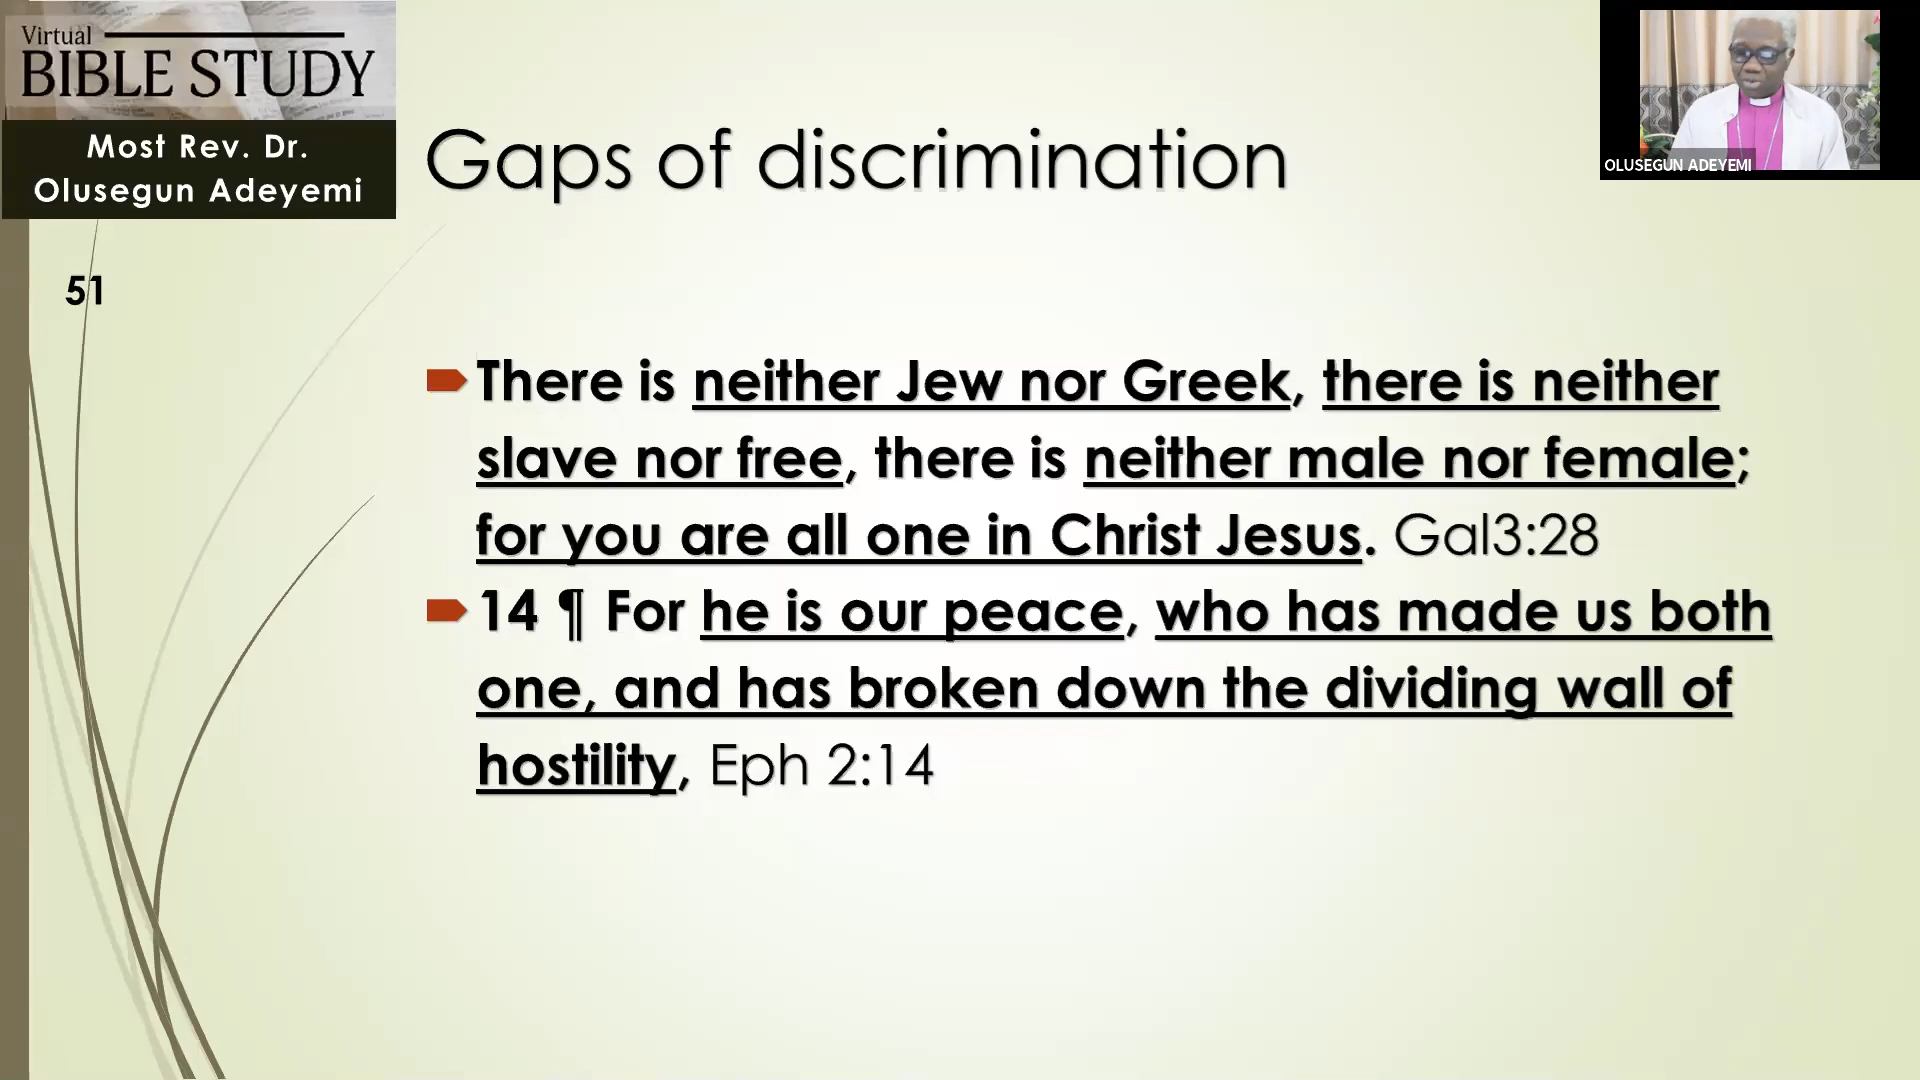 Virtual
BIBLE STUDY
Most Rev. Dr.
Olusegun Adeyemi
OLUSEGUN ADEYEMI
Gaps of discrimination
51
There is neither Jew nor Greek, there is neither
slave nor free, there is neither male nor female;
for you are all one in Christ Jesus. Gal3:28
14 ¶ For he is our peace, who has made us both
one, and has broken down the dividing wall of
hostility, Eph 2:14